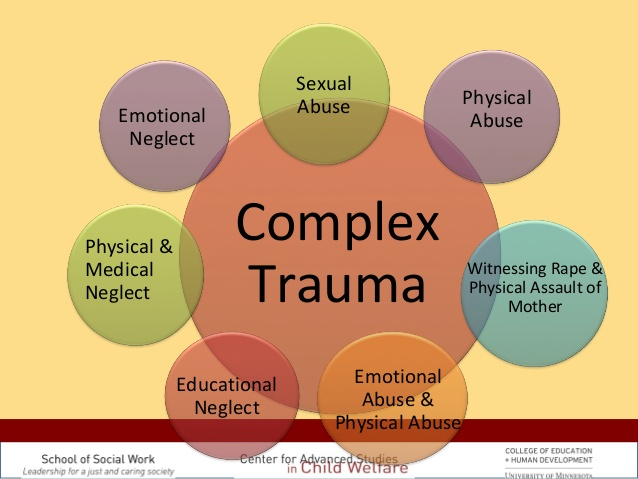 Sexual
Abuse
Physical
Abuse
Emotional
Neglect
Complex
Trauma
Physical &
Medical
Neglect
Witnessing Rape &
Physical Assault of
Mother
Educational
Neglect
Emotional
Abuse &
Physical Abuse
School of Social Work
Leadership for a just and caring society
Center for Advanced Studies
in Child Welfare
COLLEGE OF EDUCATION
+ HUMAN DEVELOPMENT
UNIVERSITY OF MINNESOTA